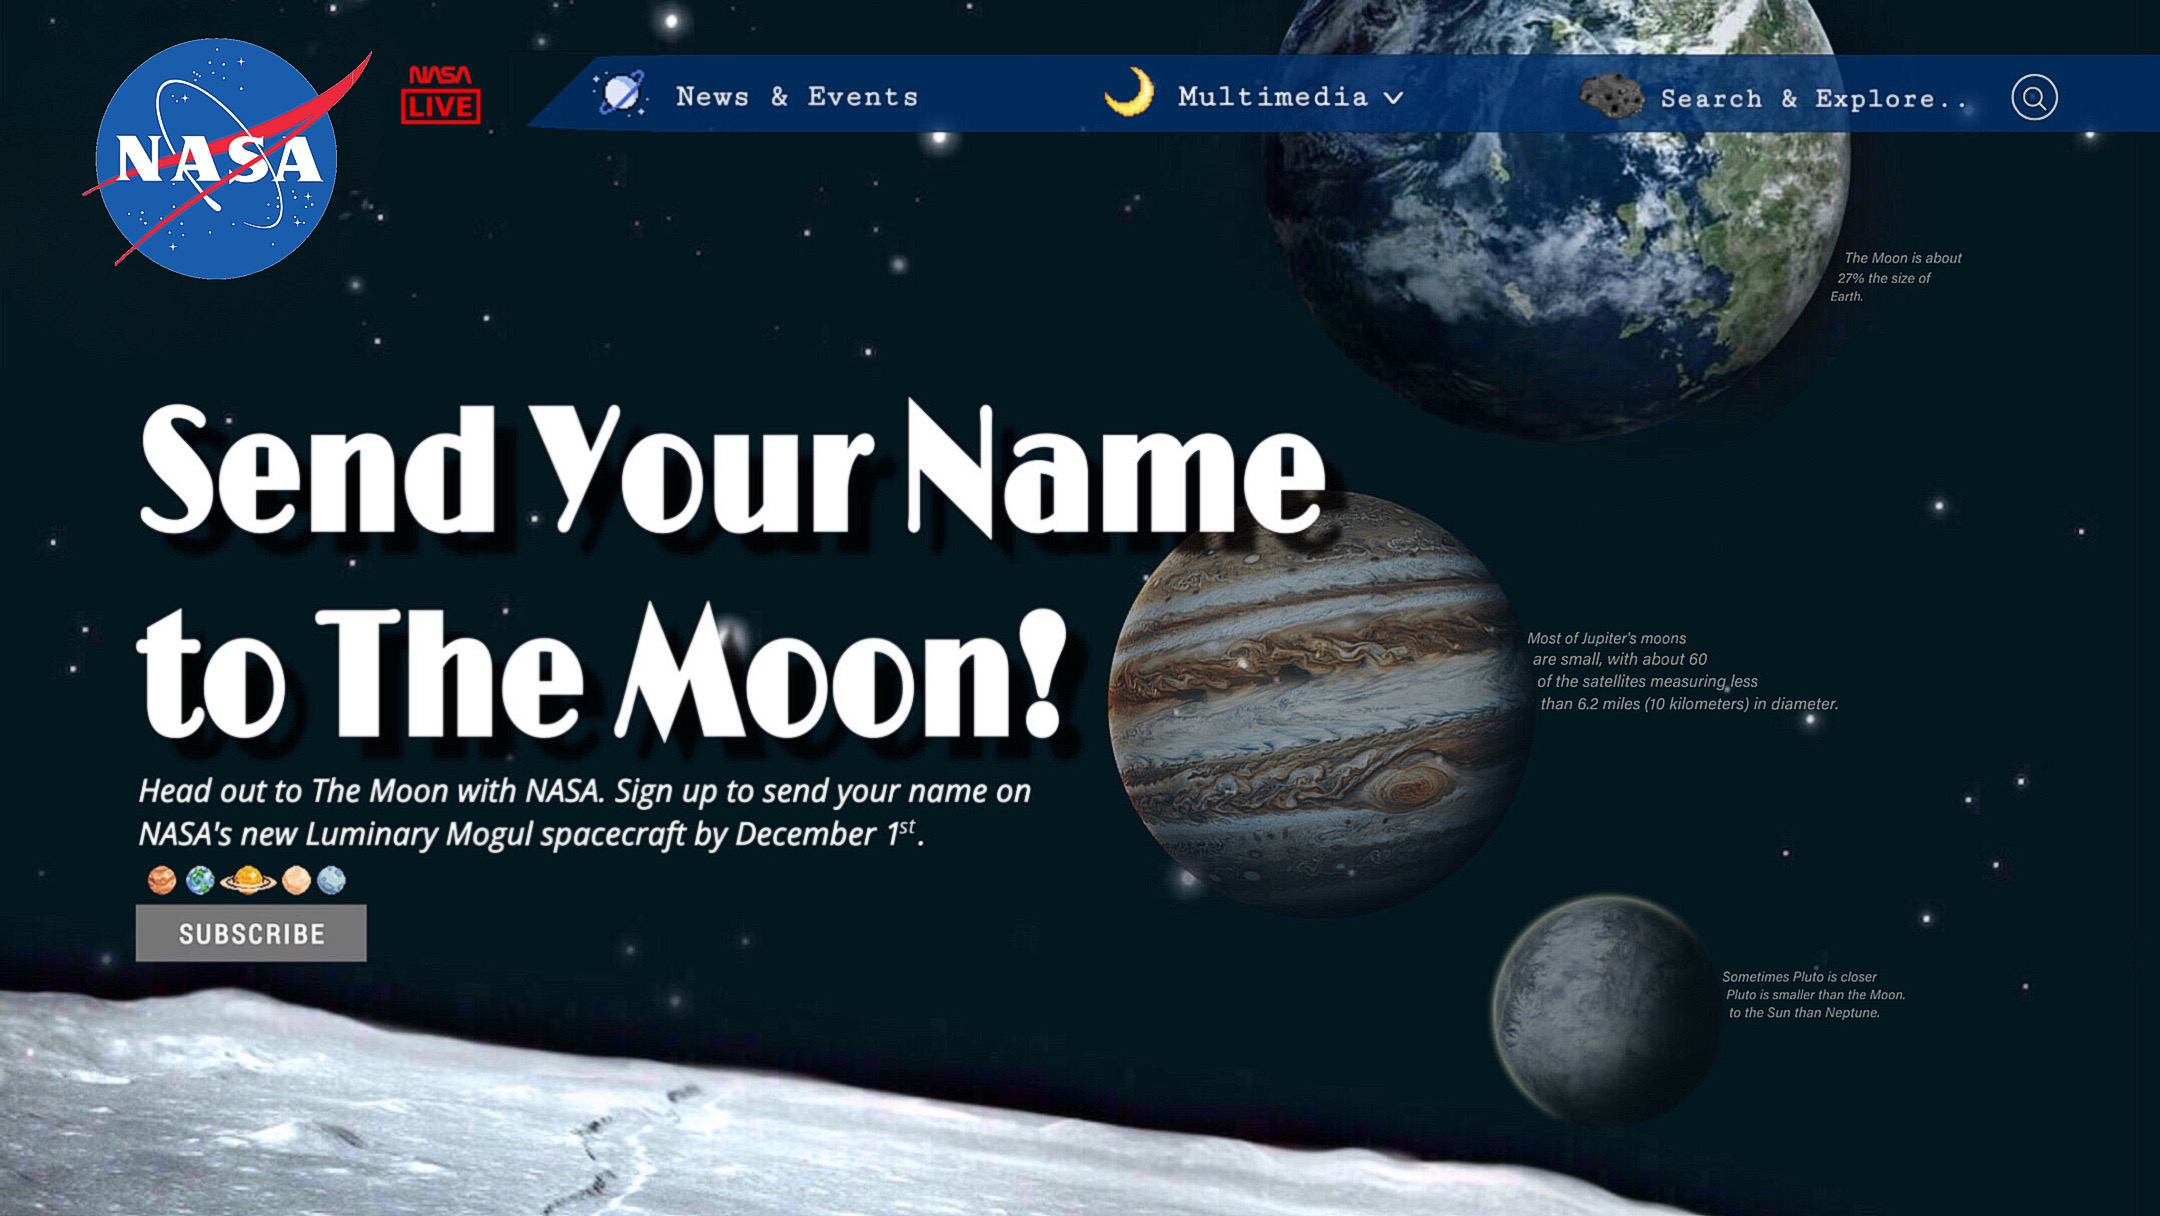 NASA
NASA
LIVE
News & Events
Multimedia
Search & Explore..
The Moon is about
27% the size of
Earth.
Send Your Name
to The Moon!
Most of Jupiter's moons
are small, with about 60
of the satellites measuring less
than 6.2 miles (10 kilometers) in diameter.
Head out to The Moon with NASA. Sign up to send your name on
NASA's new Luminary Mogul spacecraft by December 1st.
SUBSCRIBE
Sometimes Pluto is closer
Pluto is smaller than the Moon.
to the Sun than Neptune.